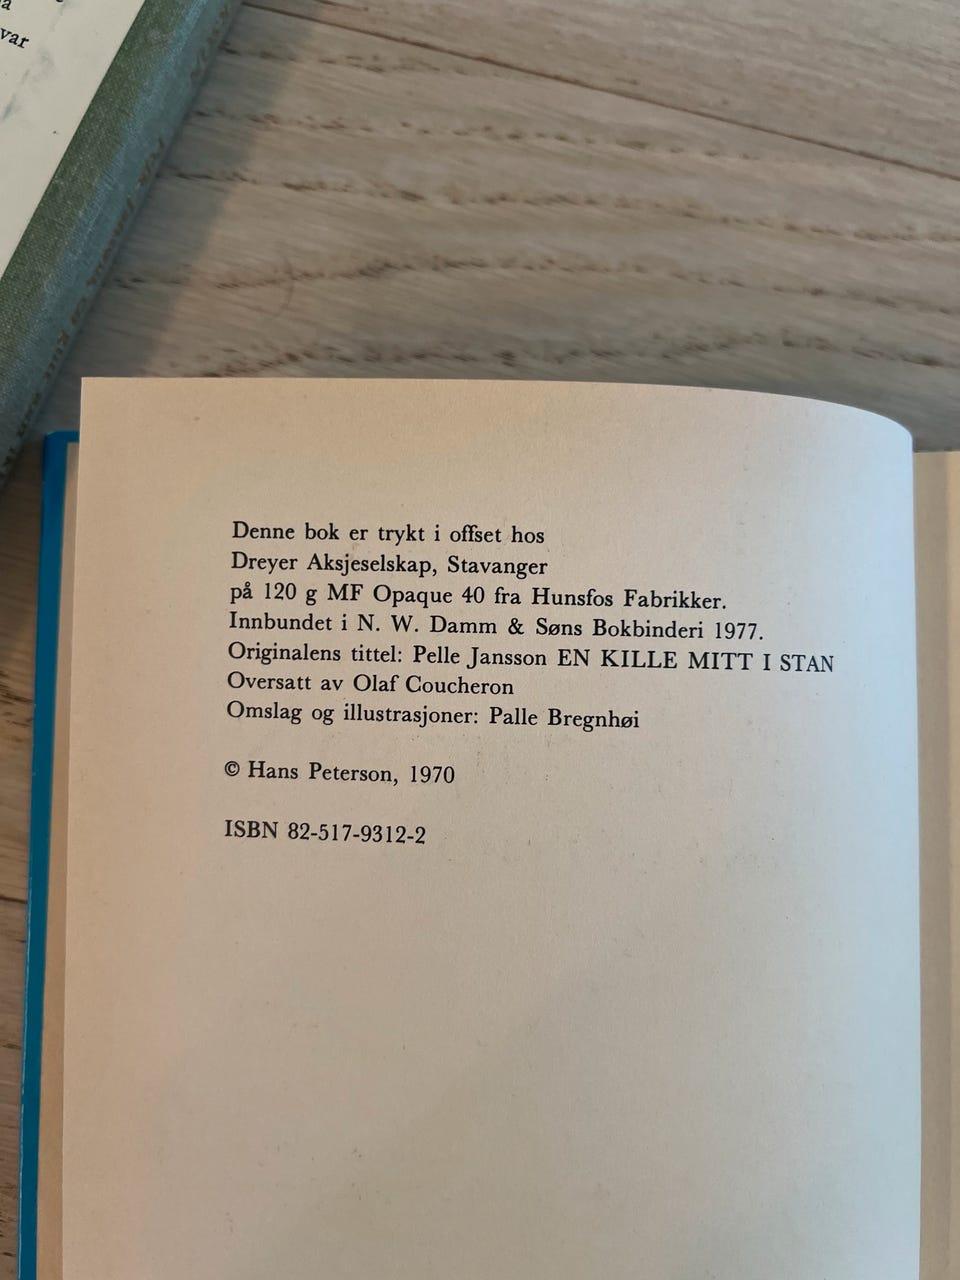 var
Denne bok er trykt i offset hos
Dreyer Aksjeselskap, Stavanger
på 120 g MF Opaque 40 fra Hunsfos Fabrikker.
Innbundet i N. W. Damm & Søns Bokbinderi 1977.
Originalens tittel: Pelle Jansson EN KILLE MITT I STAN
Oversatt av Olaf Coucheron
Omslag og illustrasjoner: Palle Bregnhøi
© Hans Peterson, 1970
ISBN 82-517-9312-2